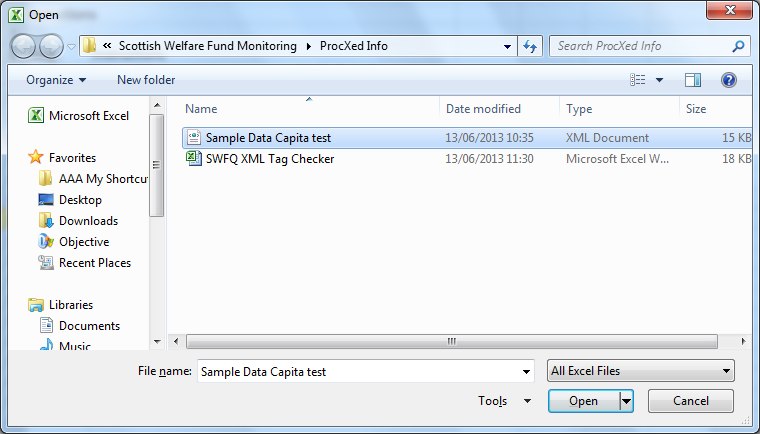 Open
« Scottish Welfare Fund Monitoring ▸ ProcXed Info
Search ProcXed Info
Organize
New folder
Microsoft Excel
Favorites
AAA My Shortcut
Desktop
Downloads
Objective
Recent Places
Libraries
Documents
Music
Name Date modified Type Size
Sample Data Capita test 13/06/2013 10:35 XML Document 15 KB
SWFQ XML Tag Checker 13/06/2013 11:30 Microsoft Excel W... 18 KB
File name: Sample Data Capita test All Excel Files
Tools Open Cancel